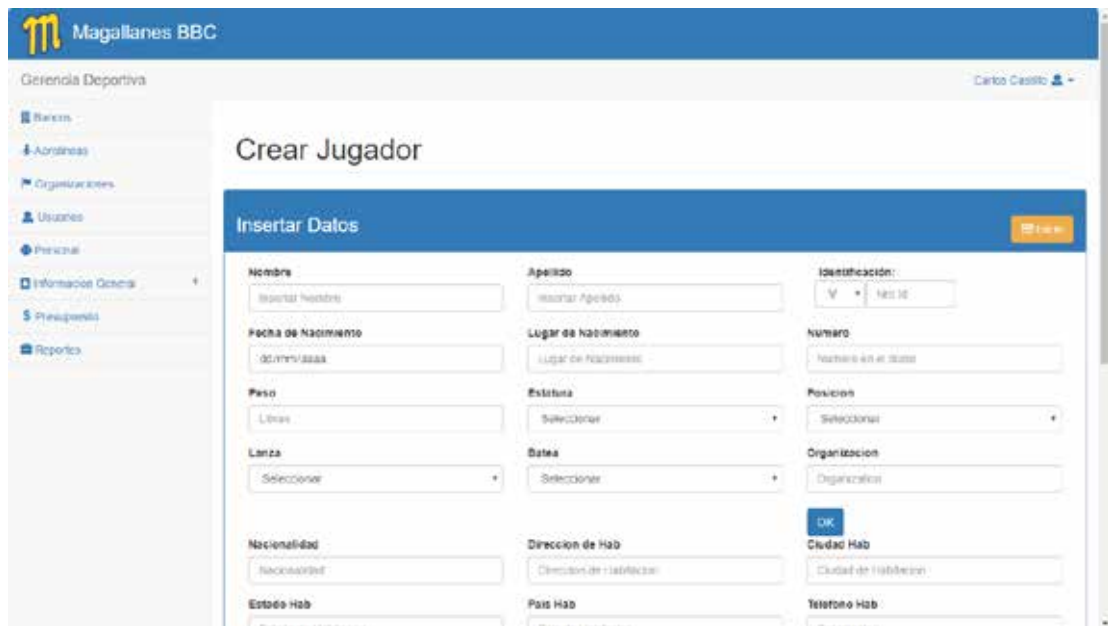 Magallanes BBC
Gerencia Deportiva
Carlos Castillo
Bancos
Aerolineas
Organizaciones
Usuarios
Personal
Informacion General
$ Presupuesto
Reportes
Crear Jugador
Insertar Datos
Nombre Apellido Identificación:
Insertar Nombre Insertar Apellido V Nro Id
Fecha de Nacimiento Lugar de Nacimiento Numero
dd/mm/aaaa Lugar de Nacimiento Numero en el
Peso Estatura Posicion
Libras Seleccionar Seleccionar
Lanza Batea Organizacion
Seleccionar Seleccionar
OK
Nacionalidad Direccion de Hab Ciudad Hab
Nacionalidad Direccion de Habitacion Ciudad de Habitacion
Estado Hab Pais Hab Telefono Hab